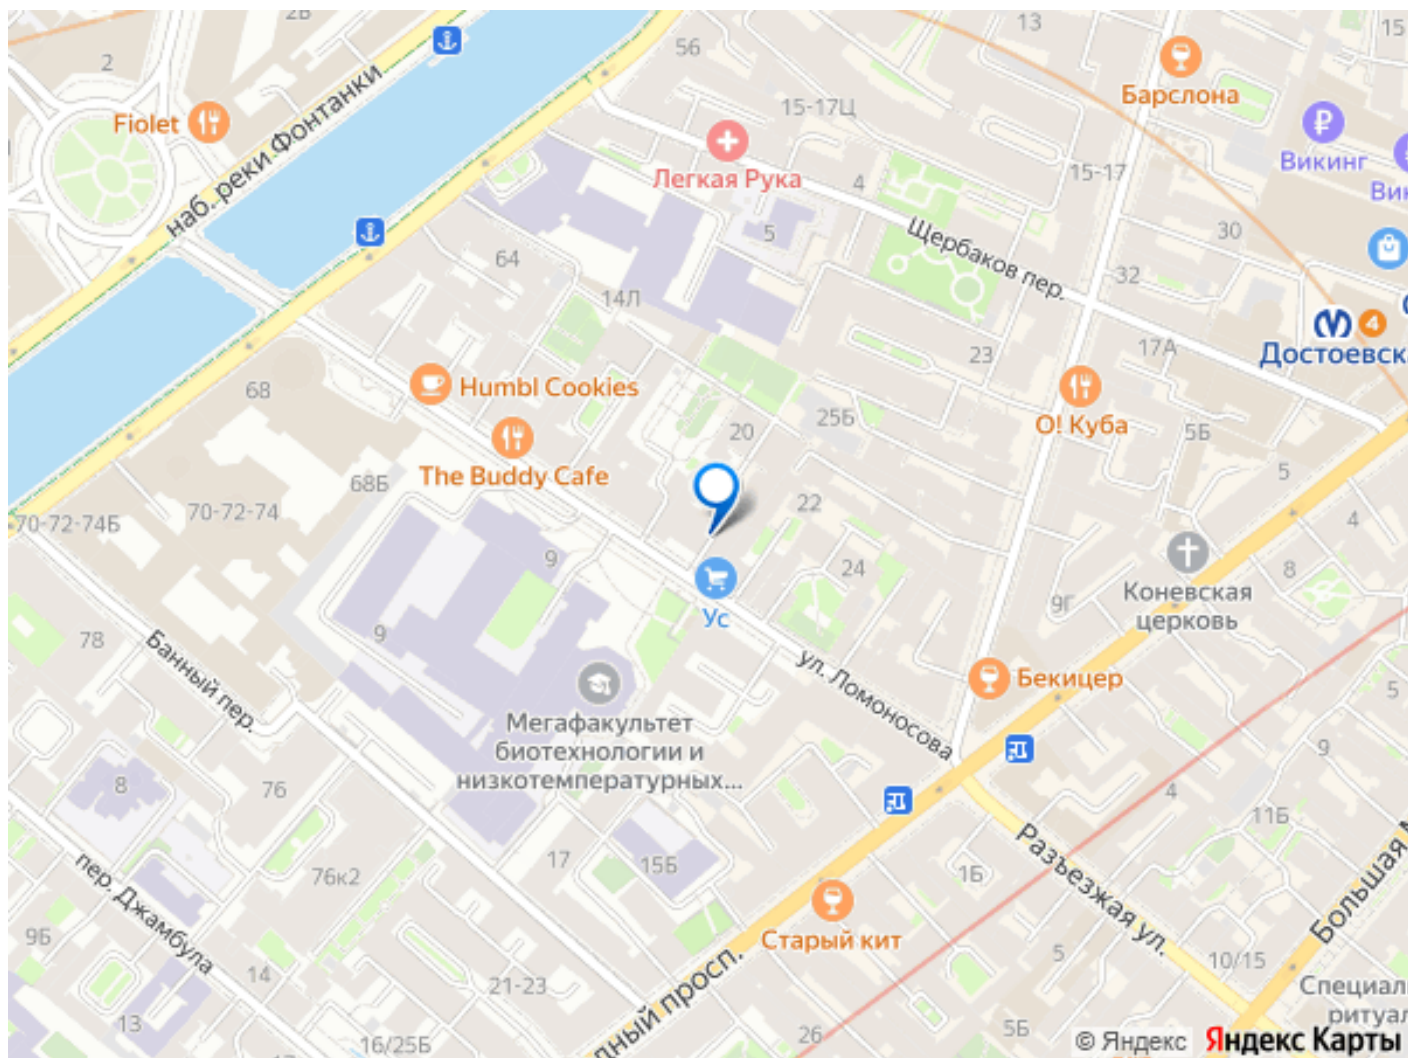 2В
13
15
2
56
Fiolet
наб. реки Фонтанки
15-17Ц
Барслона
Викинг
Легкая Рука
4
15-17
5
Щербаков пер.
30
64
14Л
32
4
17А
23
68
Humbl Cookies
20
25Б
О! Куба
5Б
5
The Buddy Cafe
68Б
70-72-74Б
70-72-74
22
4
9
24
Коневская
церковь
8
9Г
Ус
9
78
Банный пер.
ул. Ломоносова
Бекицер
5
Мегафакультет
биотехнологии и
низкотемпературных...
9
8
76
4
11Б
Разъезжая ул.
17
15Б
1Б
76к2
пер. Джамбула
Большая
Старый кит
9Б
14
21-23
5
10/15
13
16/25Б
26
5Б
© Яндекс
Яндекс Карты